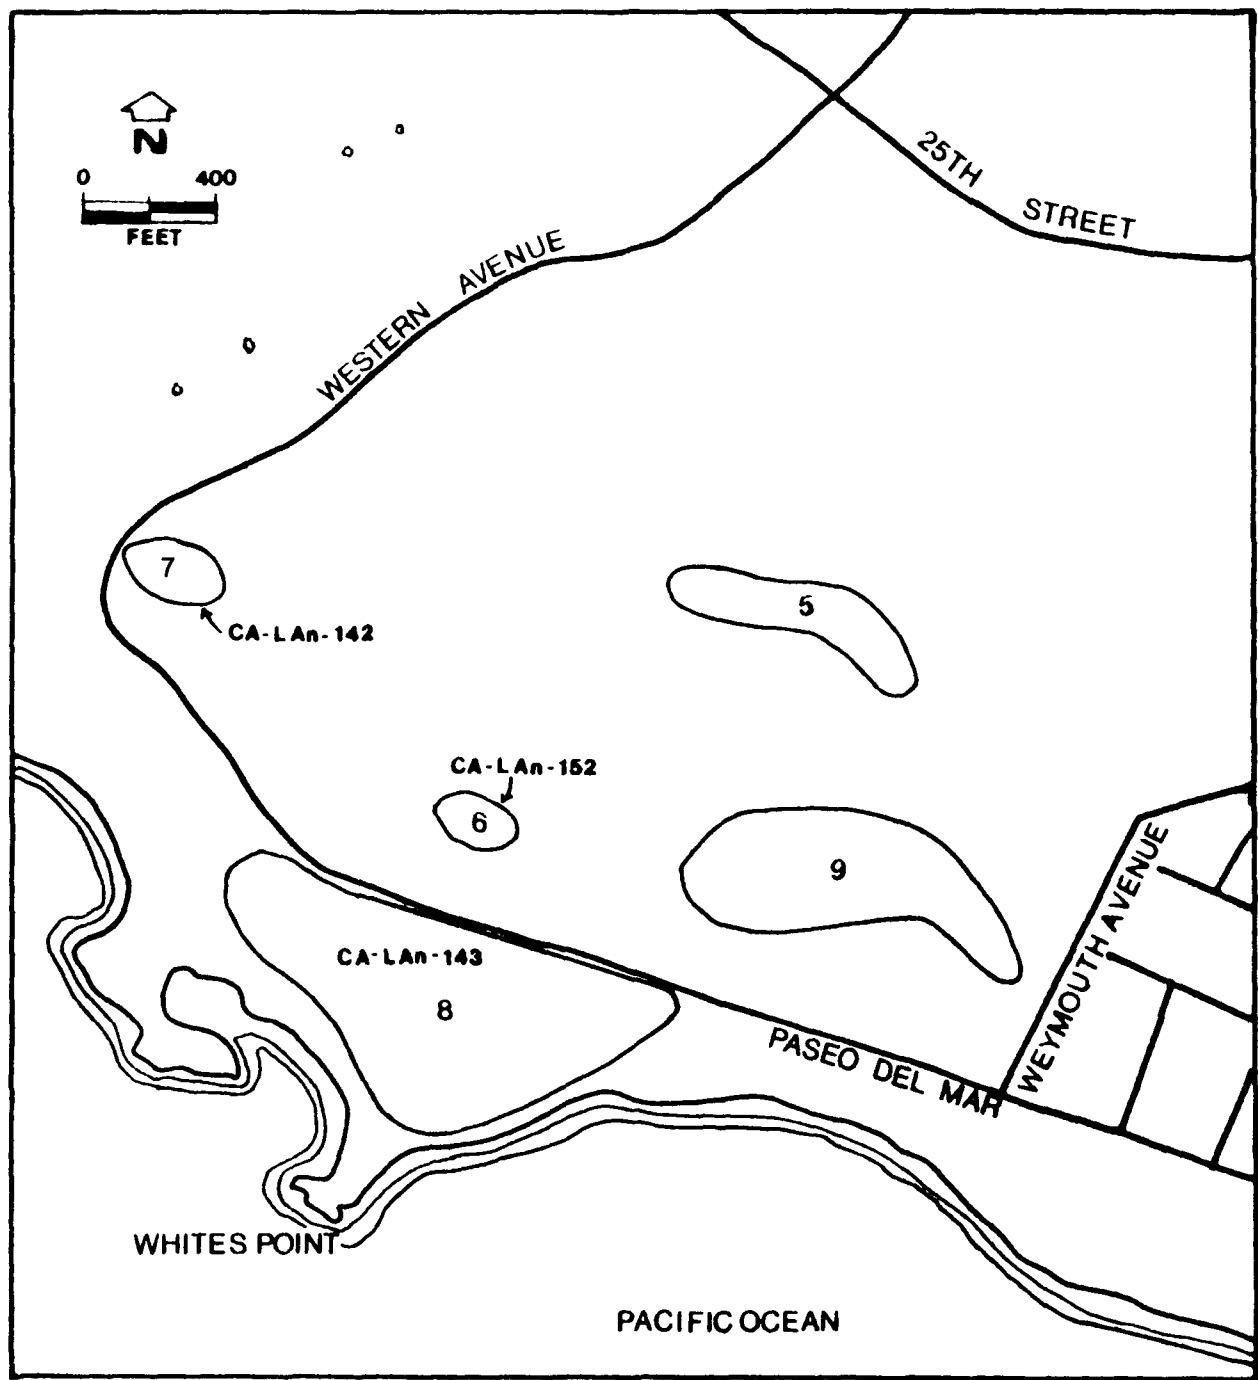 N
0 400
FEET
25TH STREET
WESTERN AVENUE
7
CA-LAn-142
5
CA-LAn-152
6
9
WEYMOUTH AVENUE
CA-LAn-143
8
PASEO DEL MAR
WHITES POINT
PACIFIC OCEAN